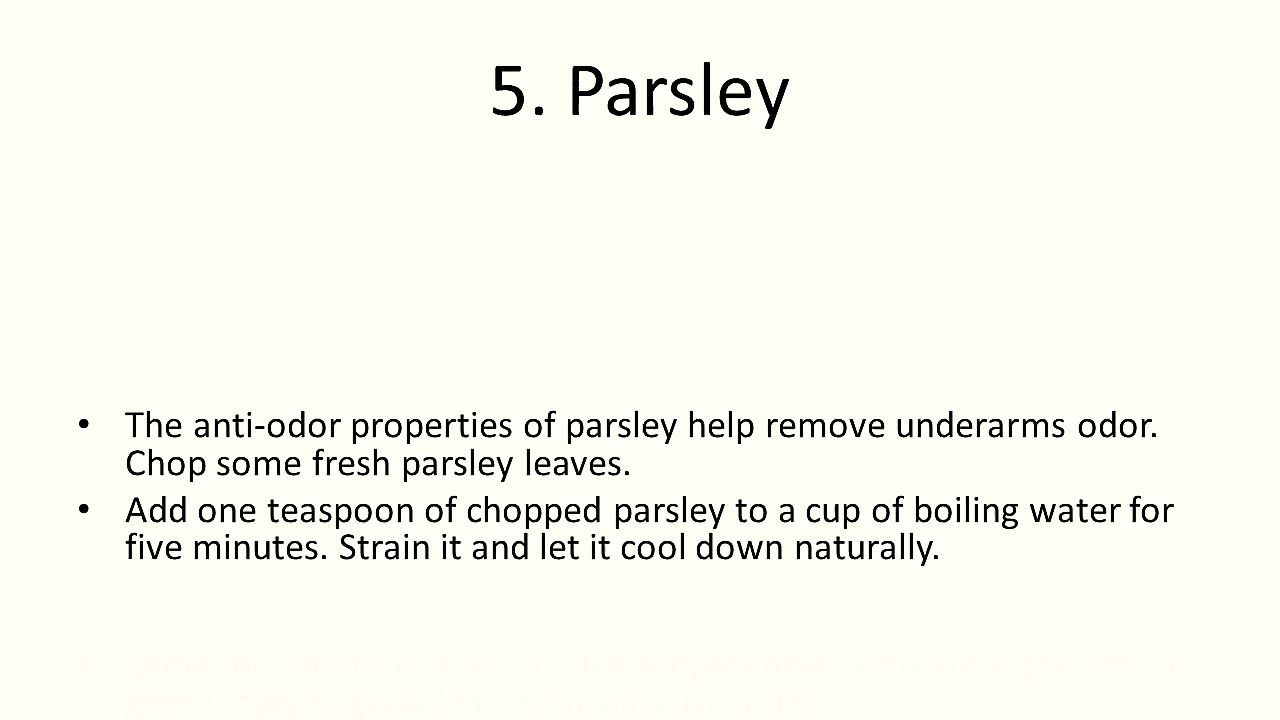 5. Parsley
• The anti-odor properties of parsley help remove underarms odor.
Chop some fresh parsley leaves.
• Add one teaspoon of chopped parsley to a cup of boiling water for
five minutes. Strain it and let it cool down naturally.
• Drink this solution. You can also simply chew some fresh parsley or
green leafy vegetable to neutralize the odor.